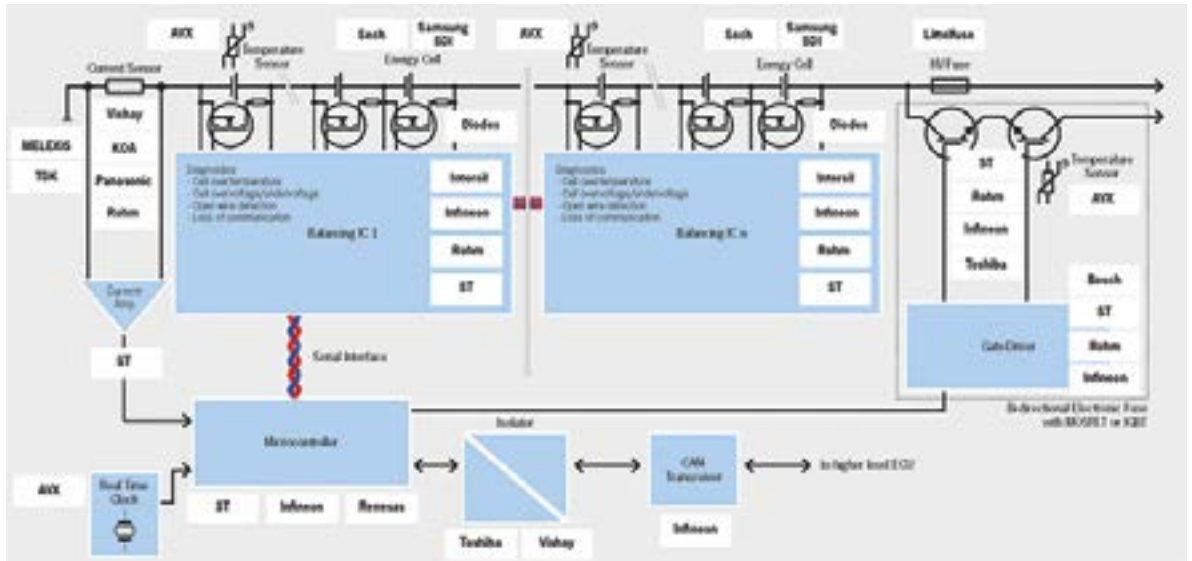 AVX
Temperature
Sensor
Samsung
SDI
Energy Cell
AVX
Temperature
Sensor
Samsung
SDI
Energy Cell
Littelfuse
HV Fuse
Current Sensor
Vishay
KOA
Panasonic
Rohm
MELEXIS
TDK
Diodes
Diagnostics
- Cell overtemperature
- Cell overvoltage/undervoltage
- Open wire detection
- Loss of communication
Balancing IC 1
Intersil
Infineon
Rohm
ST
Diodes
Diagnostics
- Cell overtemperature
- Cell overvoltage/undervoltage
- Open wire detection
- Loss of communication
Balancing IC n
Intersil
Infineon
Rohm
ST
ST
Rohm
Infineon
Toshiba
Temperature
Sensor
AVX
Gate Driver
Bosch
ST
Rohm
Infineon
Bi-directional Electronic Fuse
with MOSFET or IGBT
Current
Amp.
ST
Serial Interface
Microcontroller
ST
Infineon
Renesas
AVX
Real Time
Clock
Isolator
Toshiba
Vishay
CAN
Transceiver
Infineon
to higher level ECU